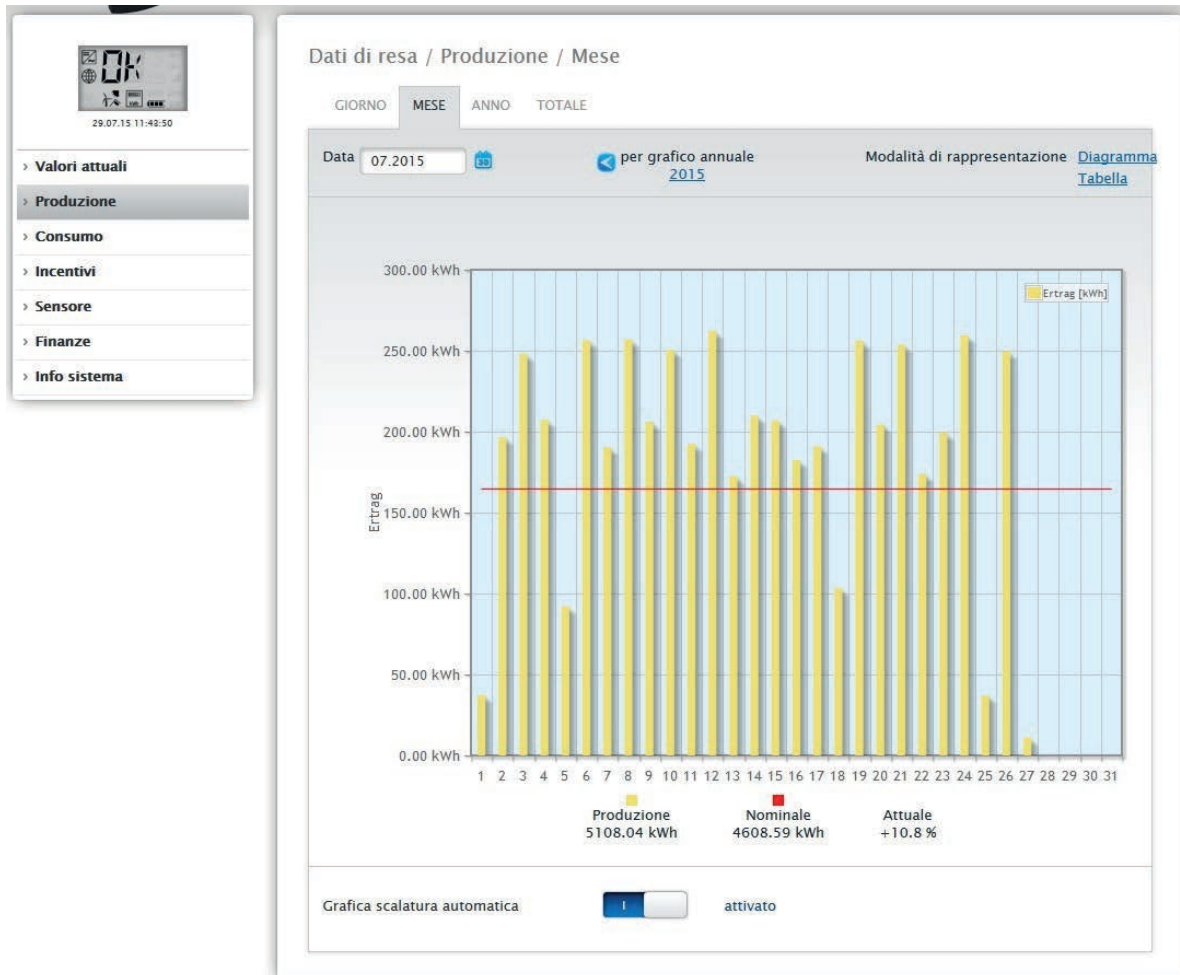 OK
29.07.15 11:43:50
› Valori attuali
› Produzione
› Consumo
› Incentivi
› Sensore
› Finanze
› Info sistema
Dati di resa / Produzione / Mese
GIORNO MESE ANNO TOTALE
Data 07.2015 per grafico annuale Modalità di rappresentazione Diagramma
2015 Tabella
300.00 kWh
Ertrag [kWh]
250.00 kWh
200.00 kWh
Ertrag
150.00 kWh
100.00 kWh
50.00 kWh
0.00 kWh
1 2 3 4 5 6 7 8 9 10 11 12 13 14 15 16 17 18 19 20 21 22 23 24 25 26 27 28 29 30 31
Produzione Nominale Attuale
5108.04 kWh 4608.59 kWh +10.8 %
Grafica scalatura automatica I attivato